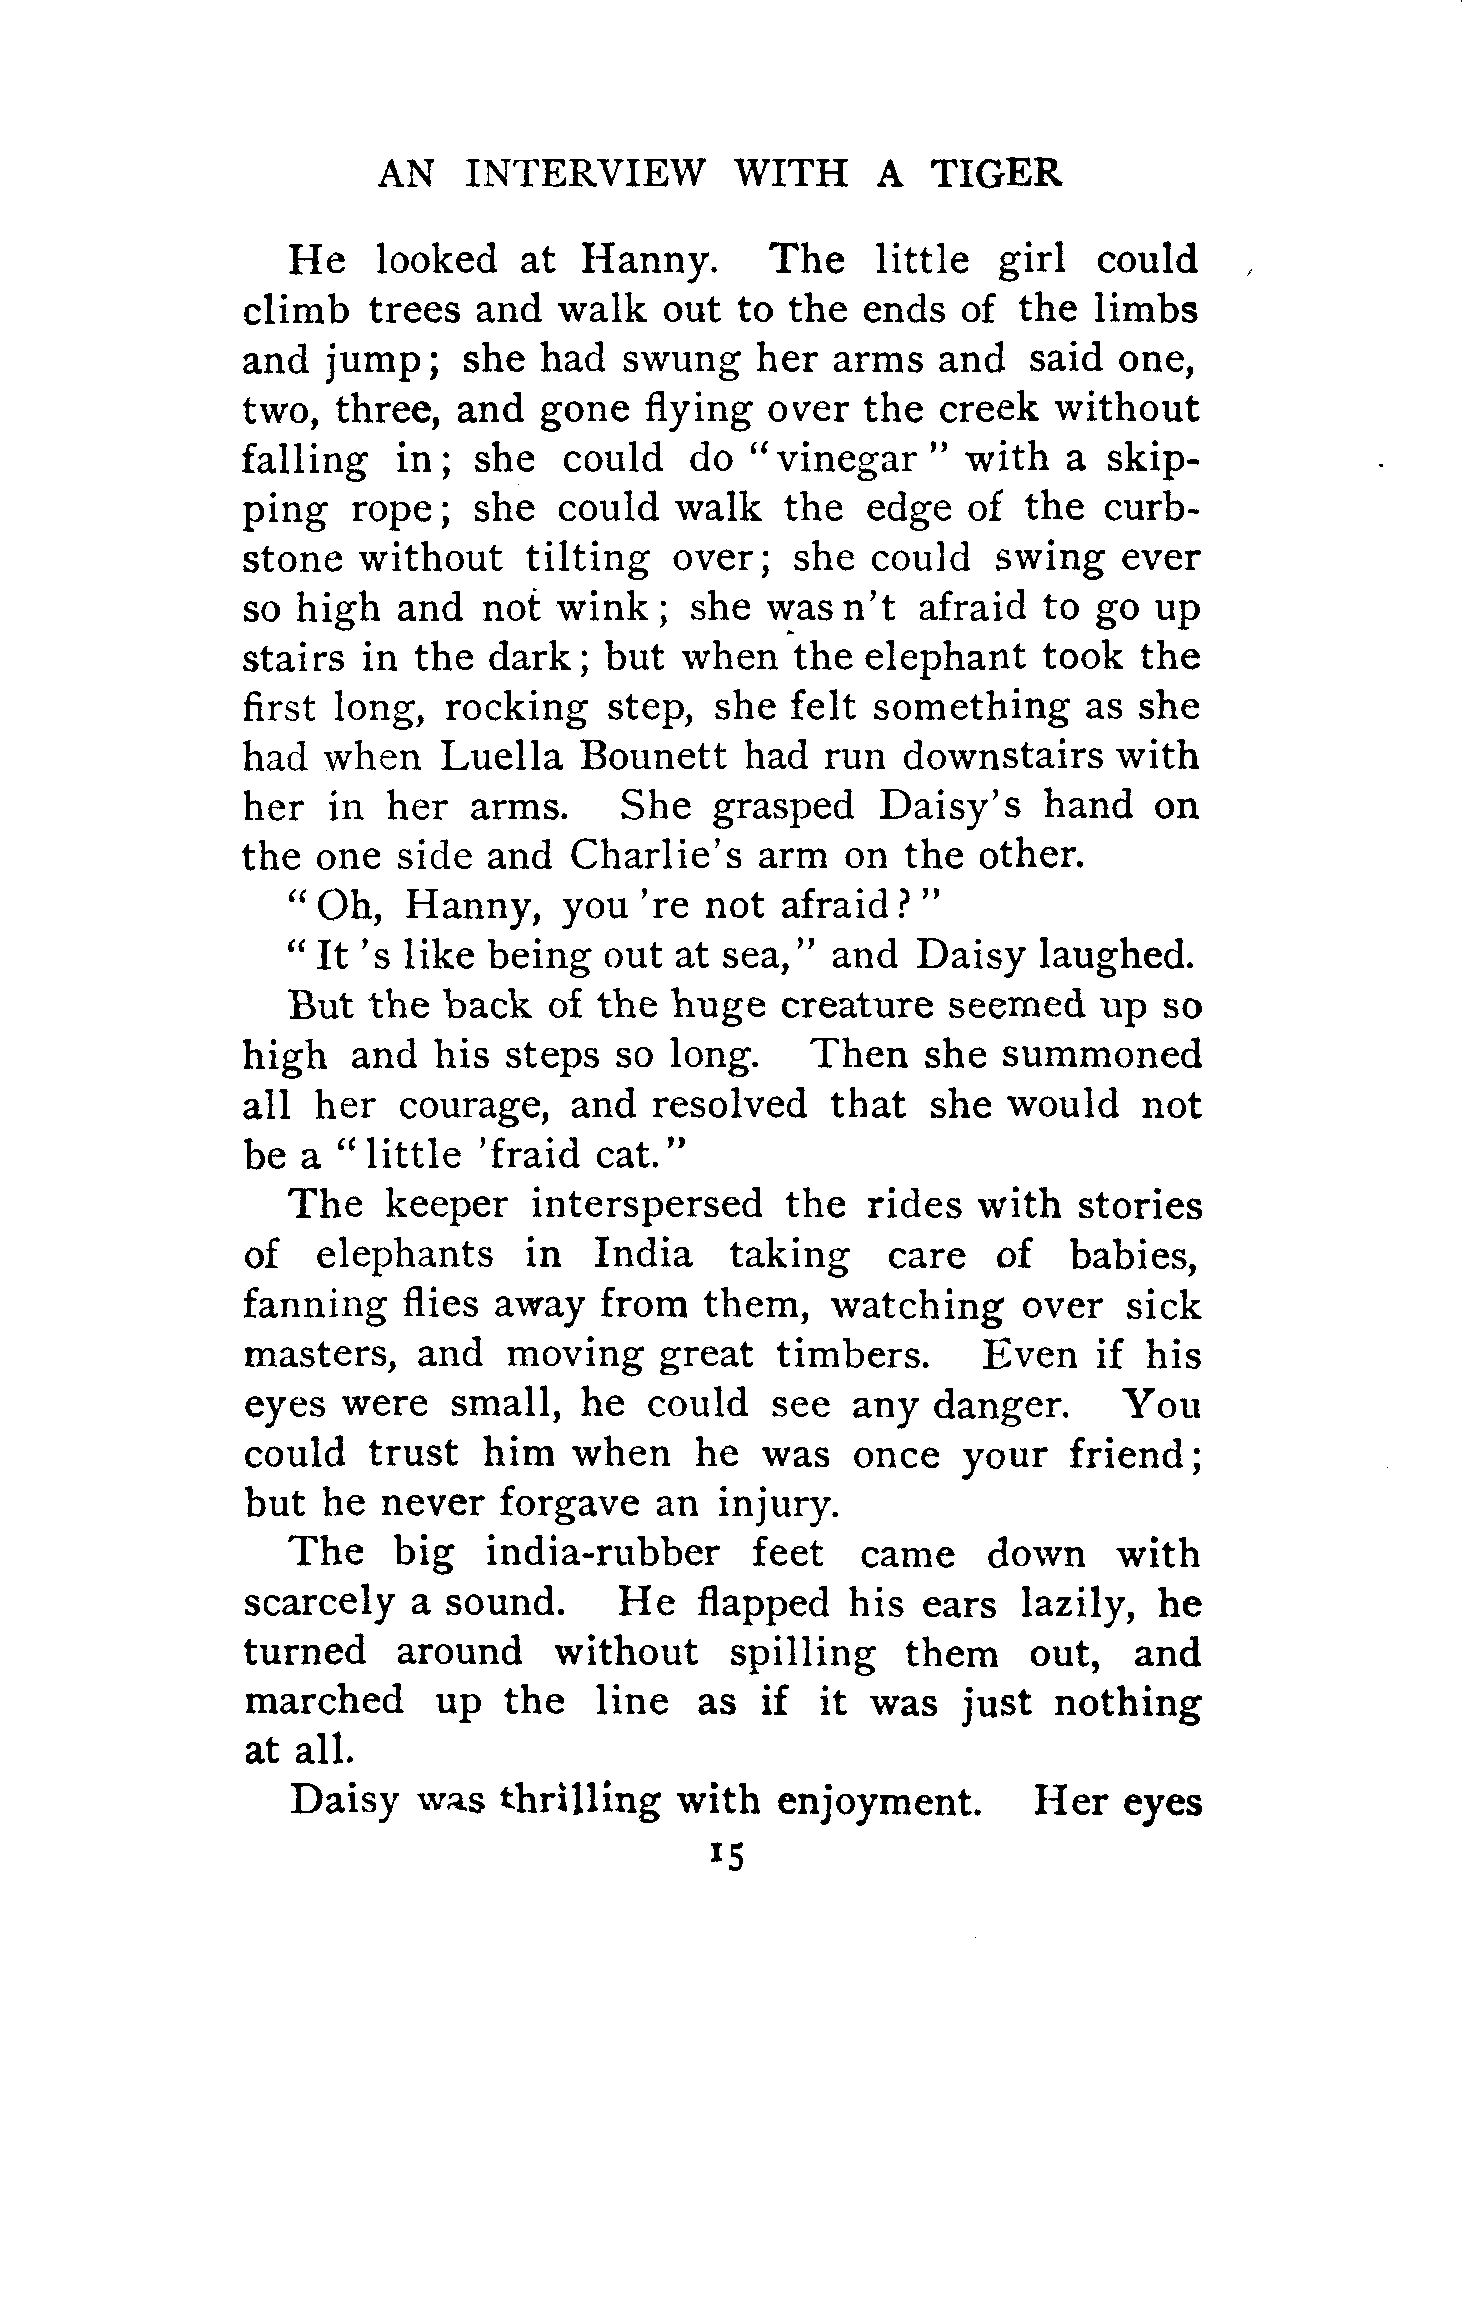 AN INTERVIEW WITH A TIGER
He looked at Hanny. The little girl could
climb trees and walk out to the ends of the limbs
and jump; she had swung her arms and said one,
two, three, and gone flying over the creek without
falling in; she could do "vinegar" with a skip-
ping rope; she could walk the edge of the curb-
stone without tilting over; she could swing ever
so high and not wink; she was n't afraid to go up
stairs in the dark; but when the elephant took the
first long, rocking step, she felt something as she
had when Luella Bounett had run downstairs with
her in her arms. She grasped Daisy's hand on
the one side and Charlie's arm on the other.
"Oh, Hanny, you 're not afraid?"
"It 's like being out at sea," and Daisy laughed.
But the back of the huge creature seemed up so
high and his steps so long. Then she summoned
all her courage, and resolved that she would not
be a "little 'fraid cat."
The keeper interspersed the rides with stories
of elephants in India taking care of babies,
fanning flies away from them, watching over sick
masters, and moving great timbers. Even if his
eyes were small, he could see any danger. You
could trust him when he was once your friend;
but he never forgave an injury.
The big india-rubber feet came down with
scarcely a sound. He flapped his ears lazily, he
turned around without spilling them out, and
marched up the line as if it was just nothing
at all.
Daisy was thrilling with enjoyment. Her eyes
15